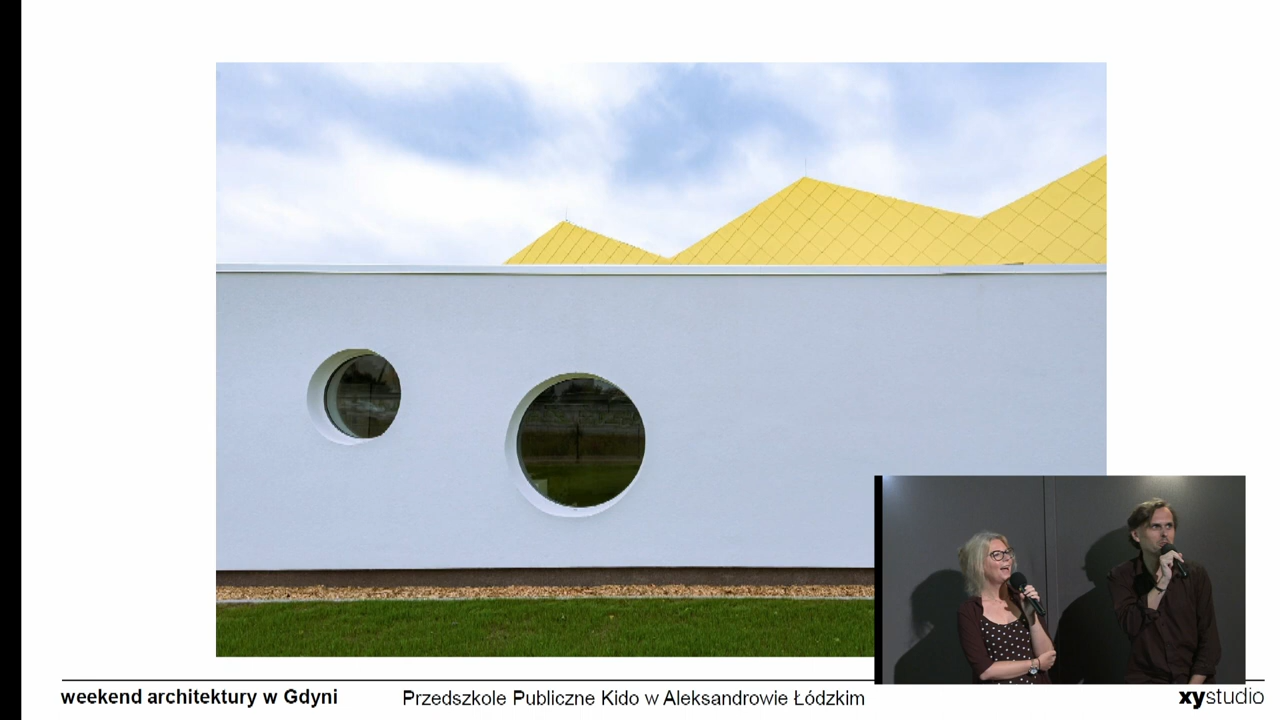 weekend architektury w Gdyni
Przedszkole Publiczne Kido w Aleksandrowie Łódzkim
xystudio